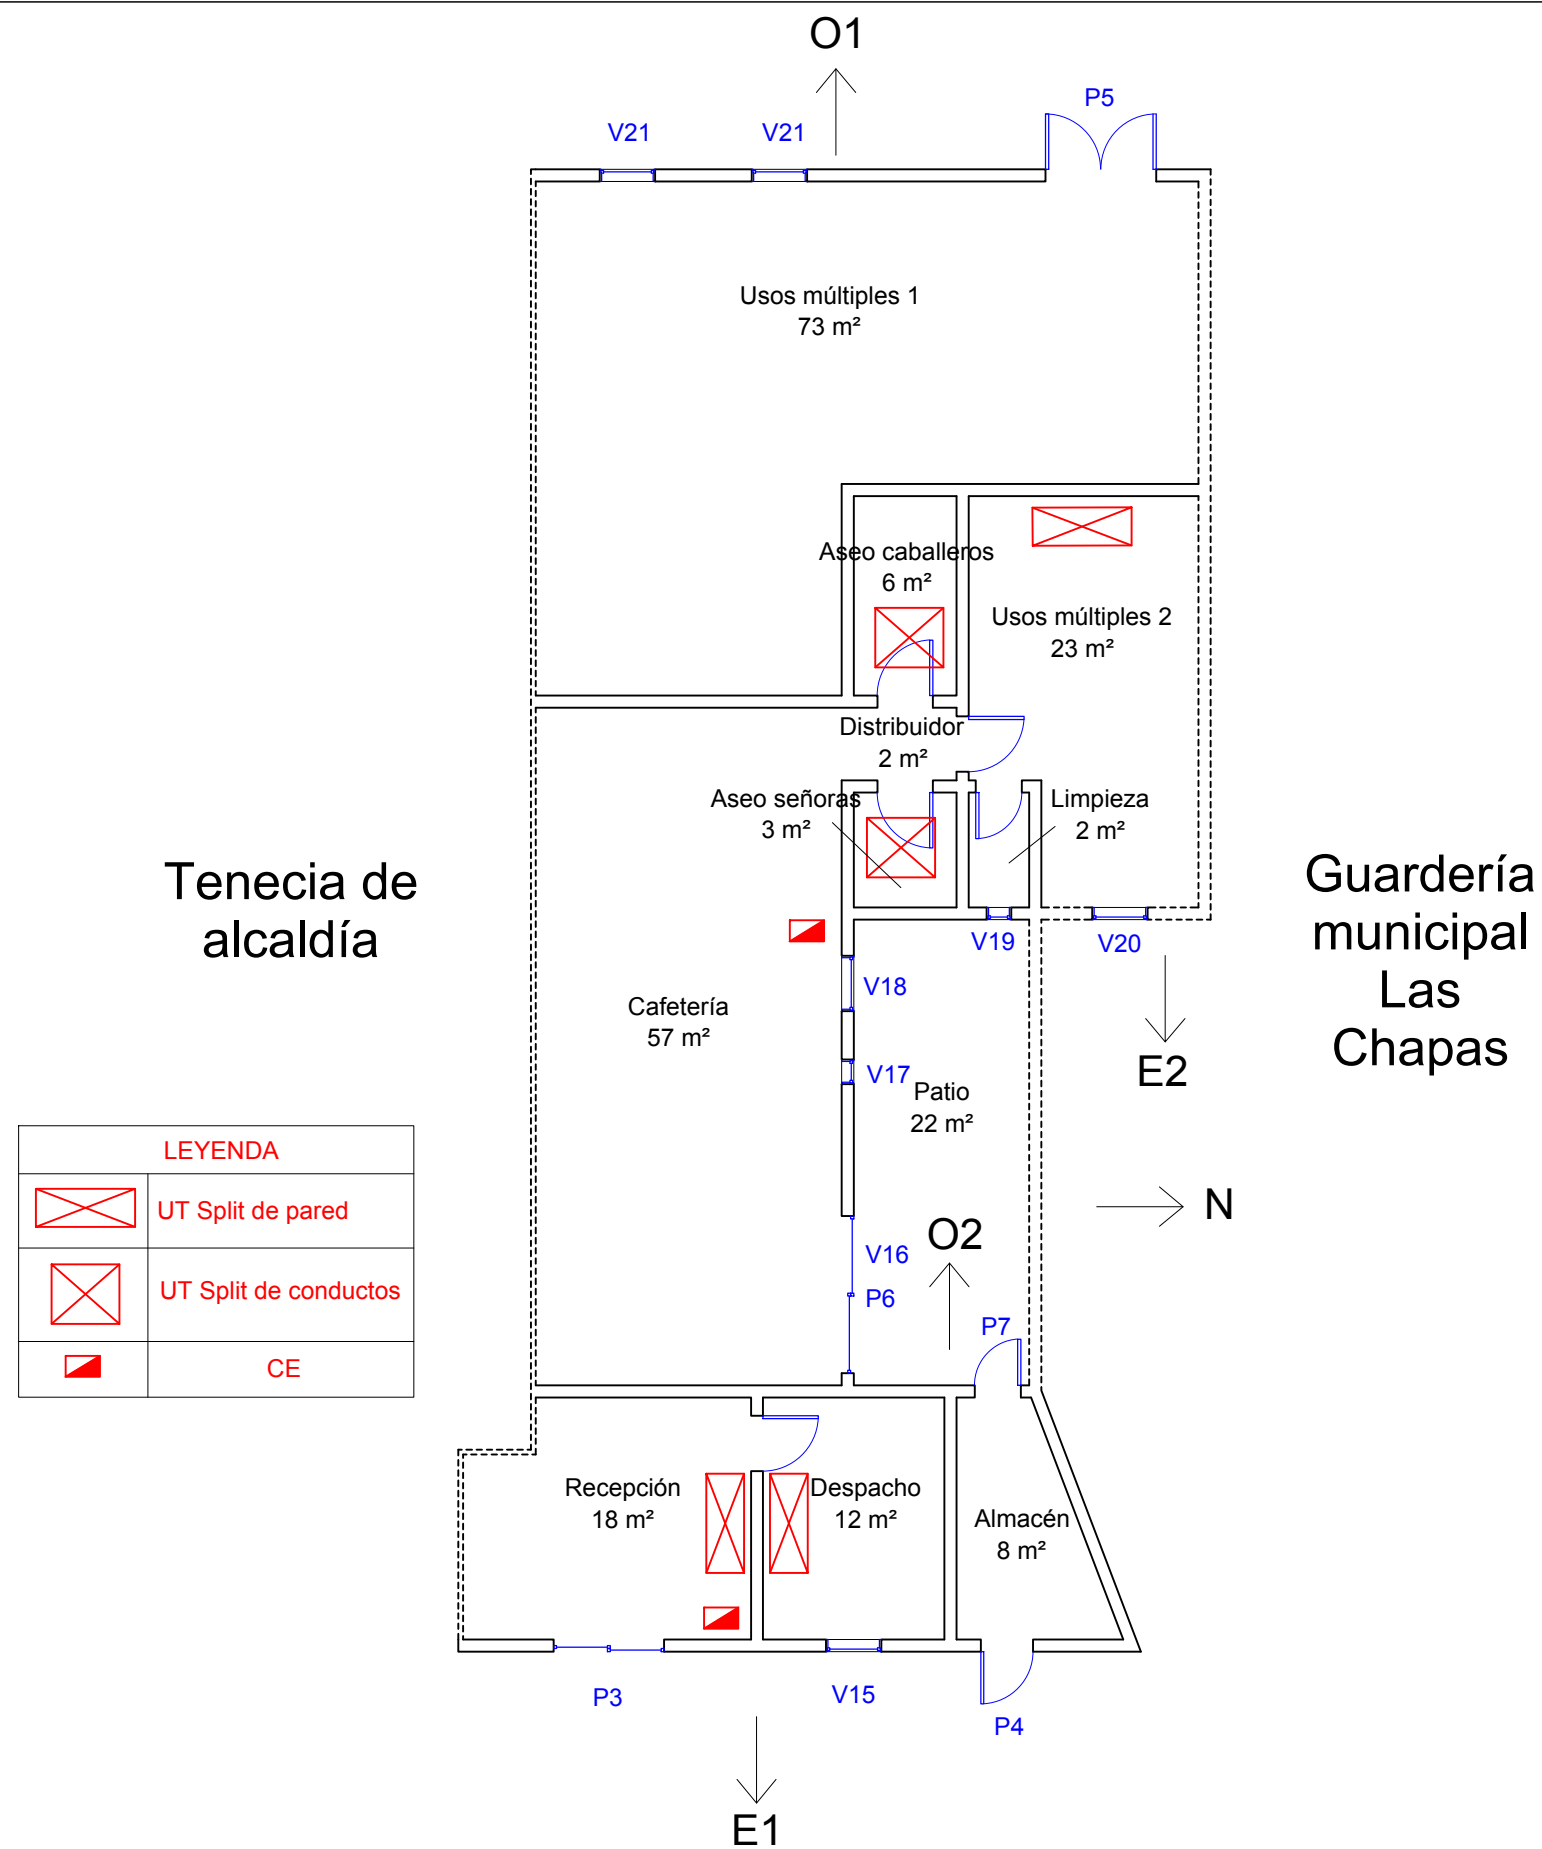 O1
P5
V21
V21
Usos múltiples 1
73 m²
Aseo caballeros
6 m²
Usos múltiples 2
23 m²
Distribuidor
2 m²
Aseo señoras
3 m²
Limpieza
2 m²
Tenecia de
alcaldía
Guardería
municipal
Las
Chapas
V19
V20
V18
Cafetería
57 m²
E2
V17
Patio
22 m²
LEYENDA
UT Split de pared
UT Split de conductos
CE
N
O2
V16
P6
P7
Recepción
18 m²
Despacho
12 m²
Almacén
8 m²
P3
V15
P4
E1